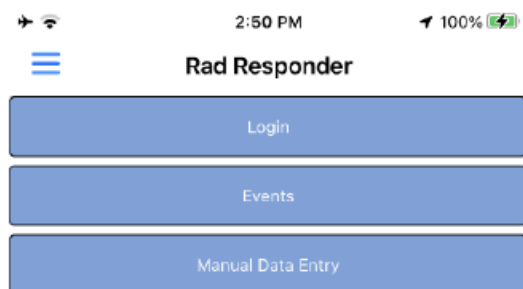 2:50 PM
100%
Rad Responder
Login
Events
Manual Data Entry